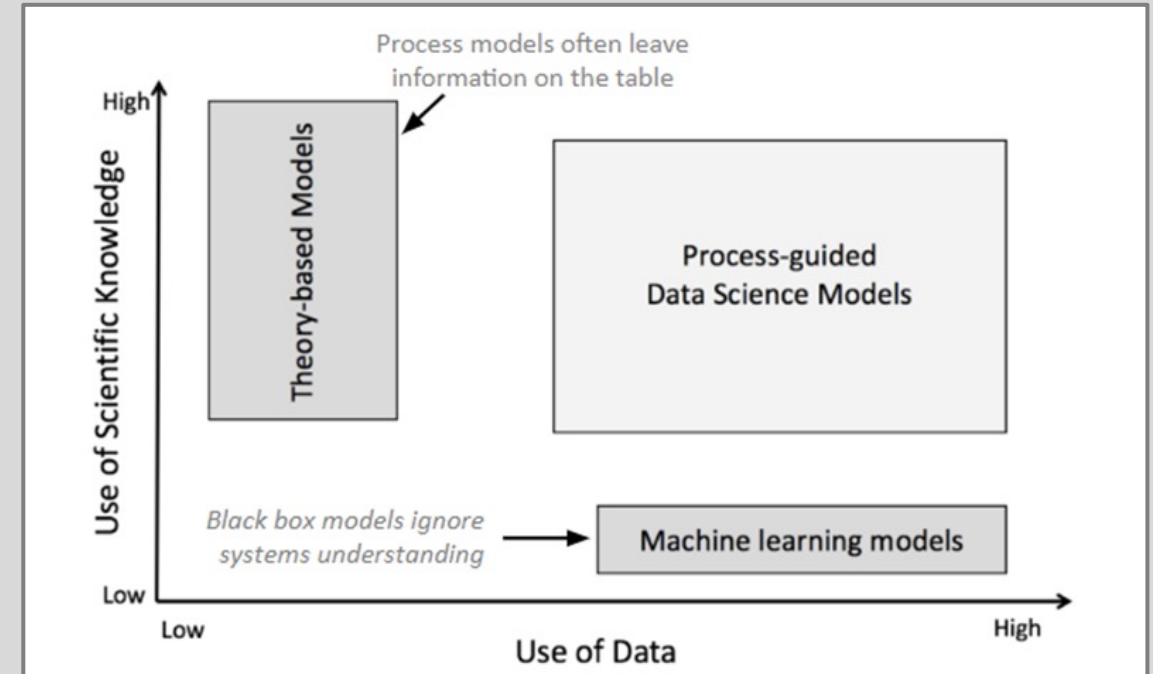 Process models often leave
information on the table
High
Use of Scientific Knowledge
Theory-based Models
Process-guided
Data Science Models
Black box models ignore
systems understanding
Machine learning models
Low
Low
High
Use of Data